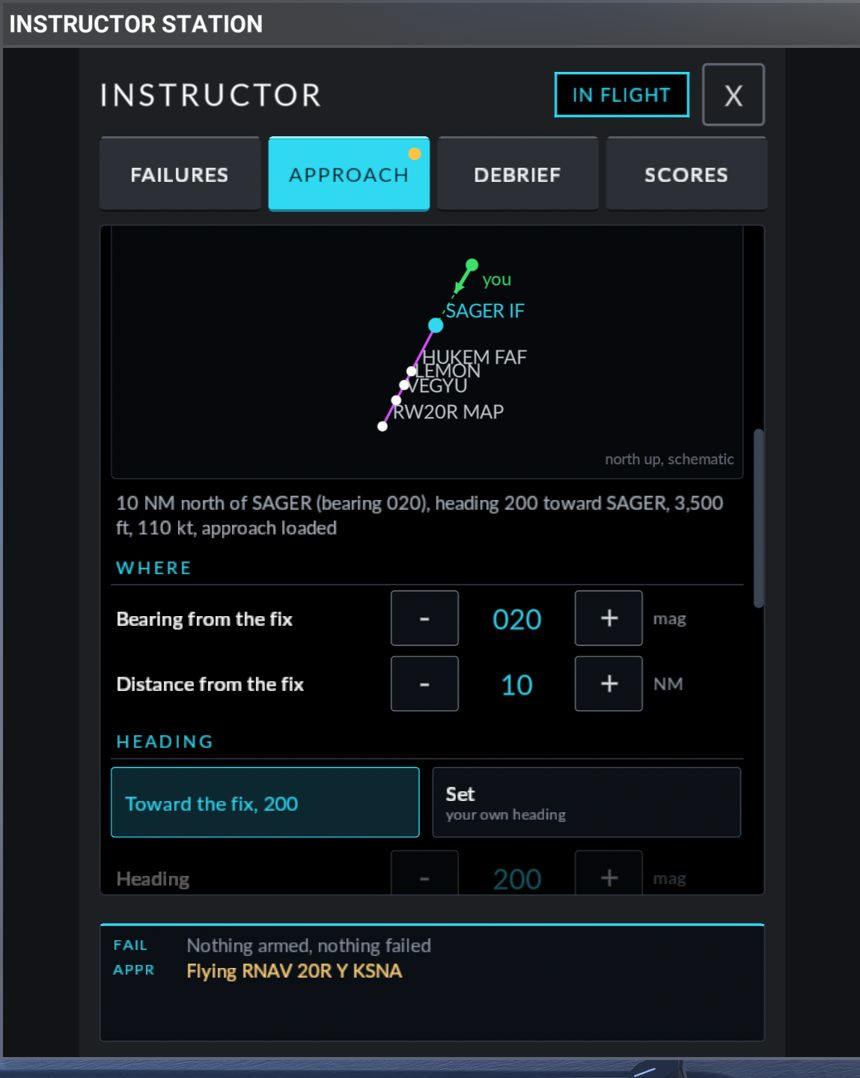 INSTRUCTOR STATION
INSTRUCTOR
IN FLIGHT
X
FAILURES
APPROACH
DEBRIEF
SCORES
you
SAGER IF
HUKEM FAF
LEMON
VEGYU
RW20R MAP
north up, schematic
10 NM north of SAGER (bearing 020), heading 200 toward SAGER, 3,500
ft, 110 kt, approach loaded
WHERE
Bearing from the fix - 020 + mag
Distance from the fix - 10 + NM
HEADING
Toward the fix, 200
Set
your own heading
Heading - 200 + mag
FAIL Nothing armed, nothing failed
APPR Flying RNAV 20R Y KSNA